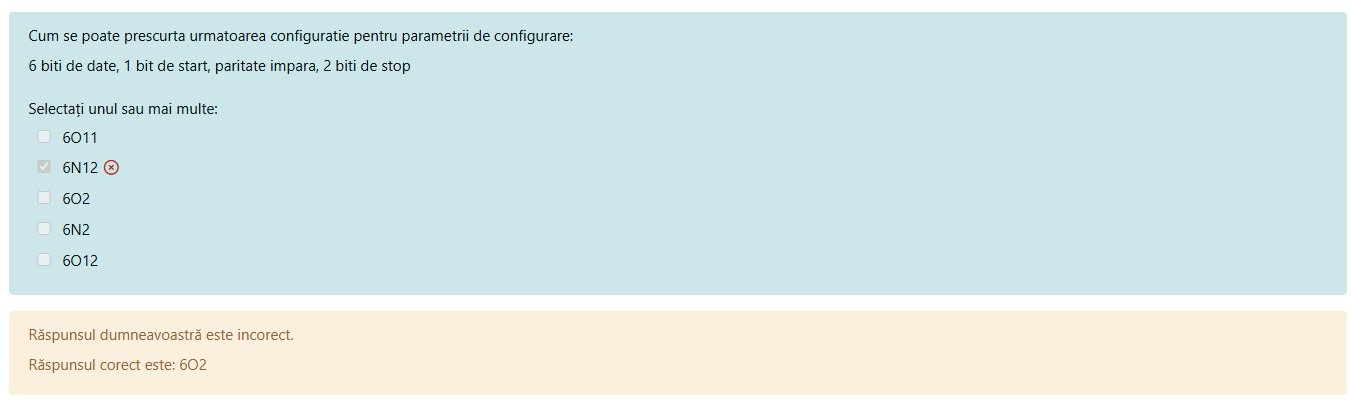 Cum se poate prescurta urmatoarea configuratie pentru parametrii de configurare:
6 biti de date, 1 bit de start, paritate impara, 2 biti de stop
Selectați unul sau mai multe:
6O11
6N12
6O2
6N2
6O12
Răspunsul dumneavoastră este incorect.
Răspunsul corect este: 6O2